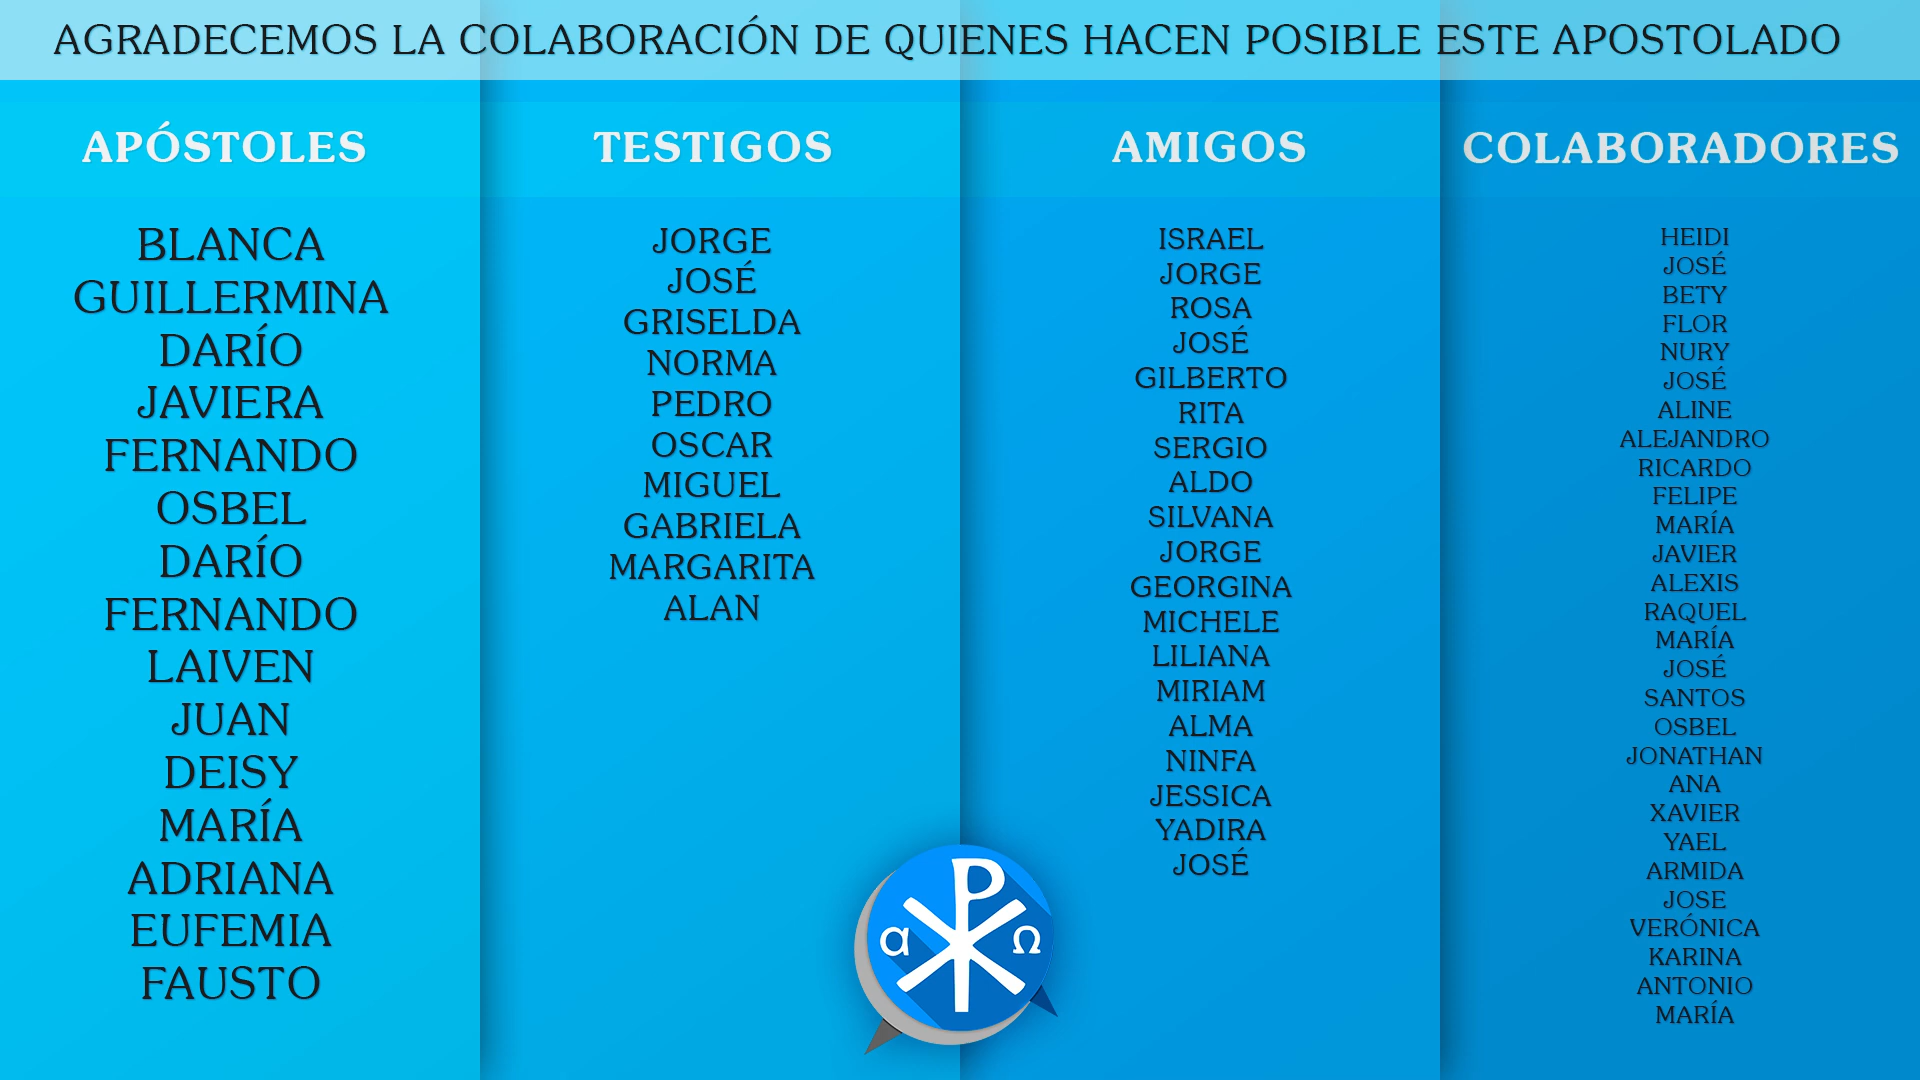 AGRADECEMOS LA COLABORACIÓN DE QUIENES HACEN POSIBLE ESTE APOSTOLADO
APÓSTOLES
BLANCA
GUILLERMINA
DARÍO
JAVIERA
FERNANDO
OSBEL
DARÍO
FERNANDO
LAIVEN
JUAN
DEISY
MARÍA
ADRIANA
EUFEMIA
FAUSTO
TESTIGOS
JORGE
JOSÉ
GRISELDA
NORMA
PEDRO
OSCAR
MIGUEL
GABRIELA
MARGARITA
ALAN
AMIGOS
ISRAEL
JORGE
ROSA
JOSÉ
GILBERTO
RITA
SERGIO
ALDO
SILVANA
JORGE
GEORGINA
MICHELE
LILIANA
MIRIAM
ALMA
NINFA
JESSICA
YADIRA
JOSÉ
COLABORADORES
HEIDI
JOSÉ
BETY
FLOR
NURY
JOSÉ
ALINE
ALEJANDRO
RICARDO
FELIPE
MARÍA
JAVIER
ALEXIS
RAQUEL
MARÍA
JOSÉ
SANTOS
OSBEL
JONATHAN
ANA
XAVIER
YAEL
ARMIDA
JOSE
VERÓNICA
KARINA
ANTONIO
MARÍA
α Ω